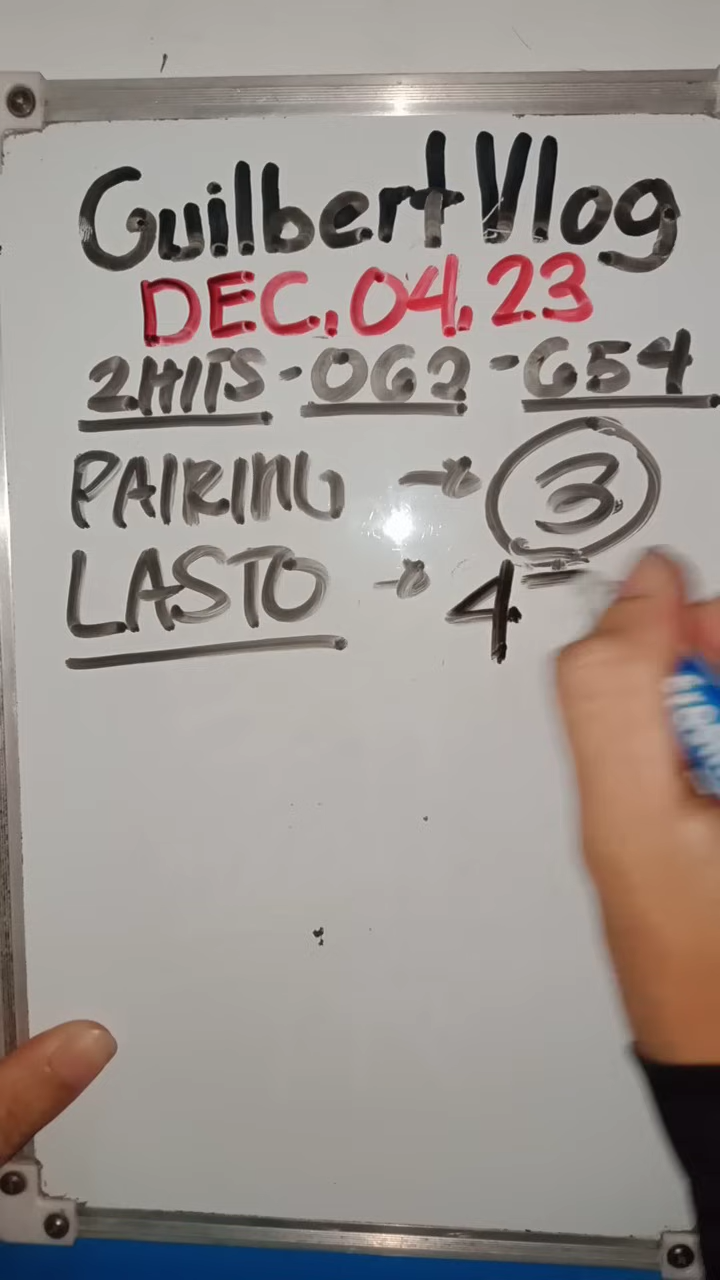 Guilbert Vlog
DEC.04.23
2HITS - 062 - 654
PAIRING → 3
LASTO → 4 -